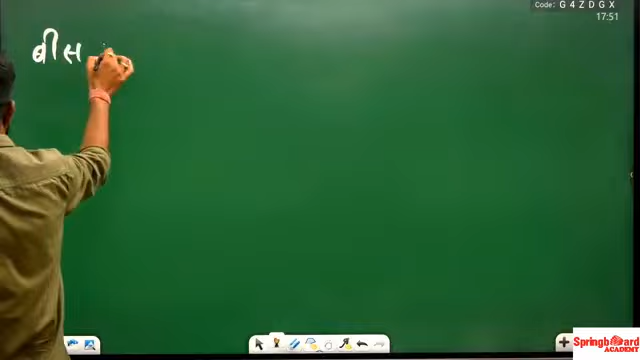 Code: G 4 Z D G X
17:51
बीस
Springboard
ACADEMY